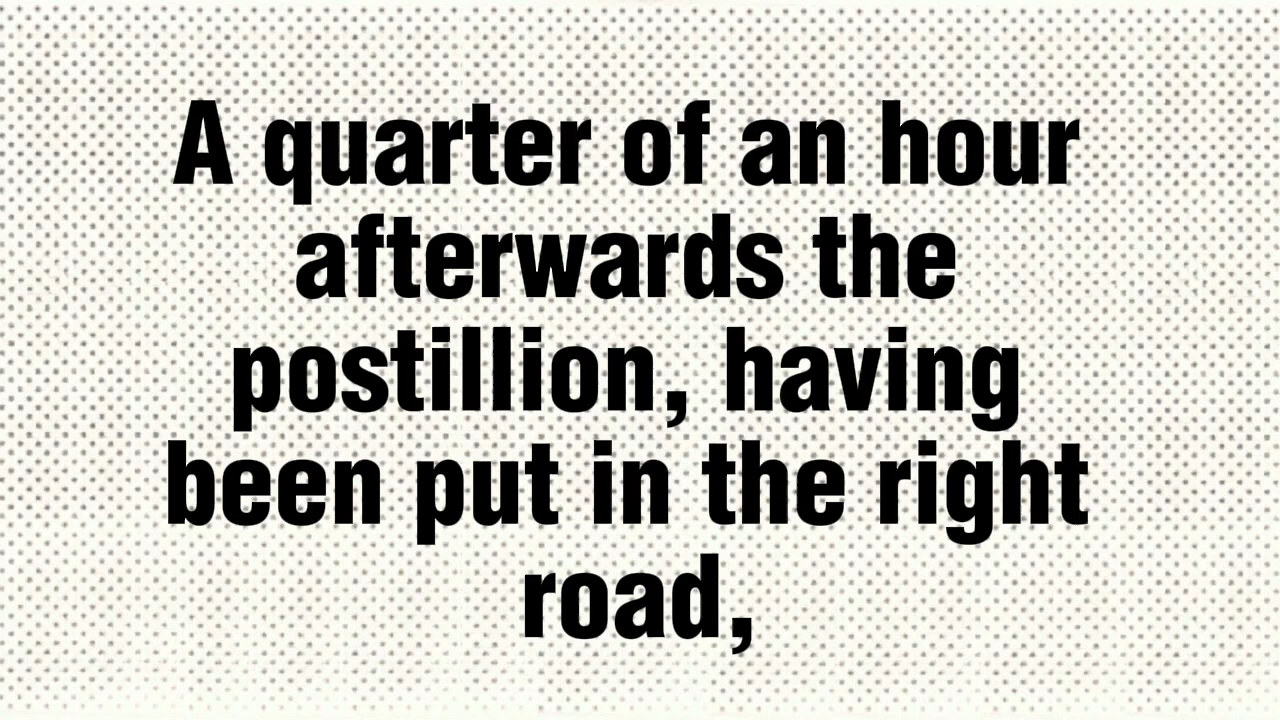 A quarter of an hour
afterwards the
postillion, having
been put in the right
road,